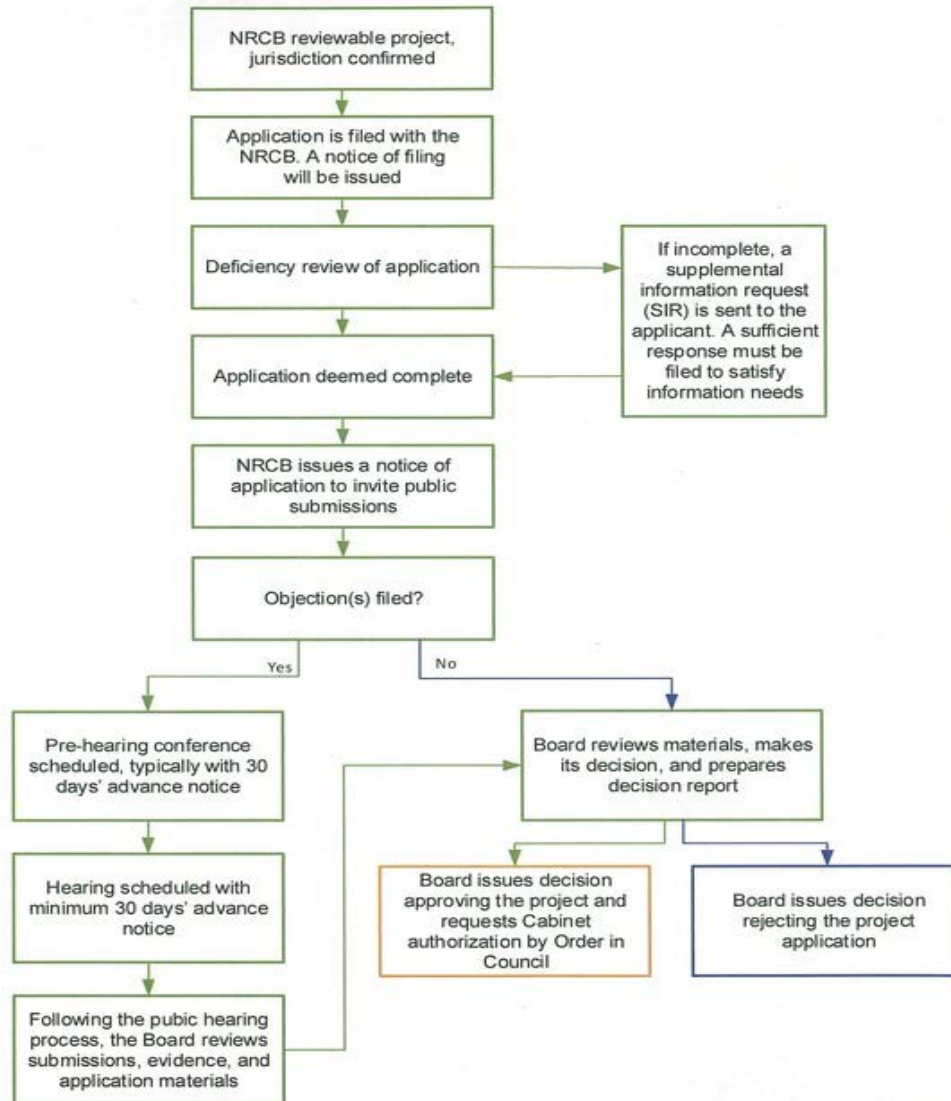 NRCB reviewable project,
jurisdiction confirmed
Application is filed with the
NRCB. A notice of filing
will be issued
Deficiency review of application
If incomplete, a
supplemental
information request
(SIR) is sent to the
applicant. A sufficient
response must be
filed to satisfy
information needs
Application deemed complete
NRCB issues a notice of
application to invite public
submissions
Objection(s) filed?
Yes
No
Pre-hearing conference
scheduled, typically with 30
days' advance notice
Board reviews materials, makes
its decision, and prepares
decision report
Hearing scheduled with
minimum 30 days' advance
notice
Board issues decision
approving the project and
requests Cabinet
authorization by Order in
Council
Board issues decision
rejecting the project
application
Following the pubic hearing
process, the Board reviews
submissions, evidence, and
application materials